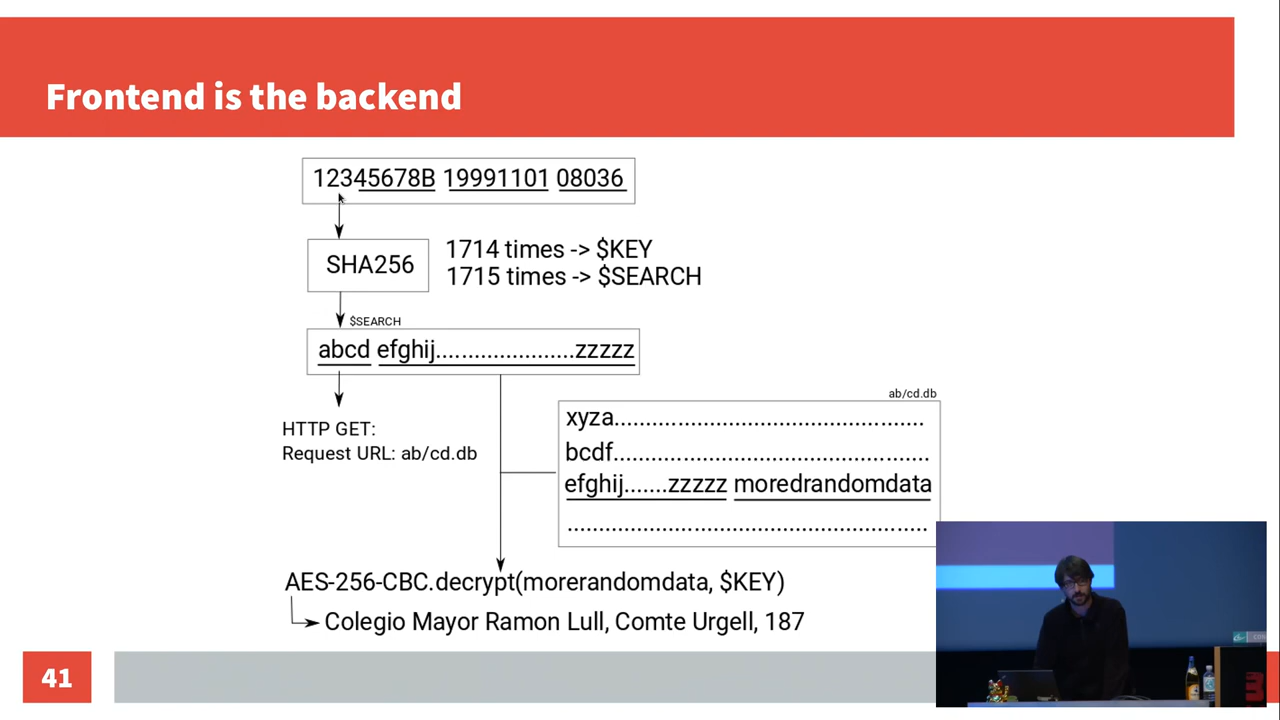 Frontend is the backend
12345678B 19991101 08036
SHA256
1714 times -> $KEY
1715 times -> $SEARCH
$SEARCH
abcd efghij......................zzzzz
HTTP GET:
Request URL: ab/cd.db
ab/cd.db
xyza................................................
bcdf.................................................
efghij.......zzzzz moredrandomdata
........................................................
AES-256-CBC.decrypt(morerandomdata, $KEY)
Colegio Mayor Ramon Lull, Comte Urgell, 187
41